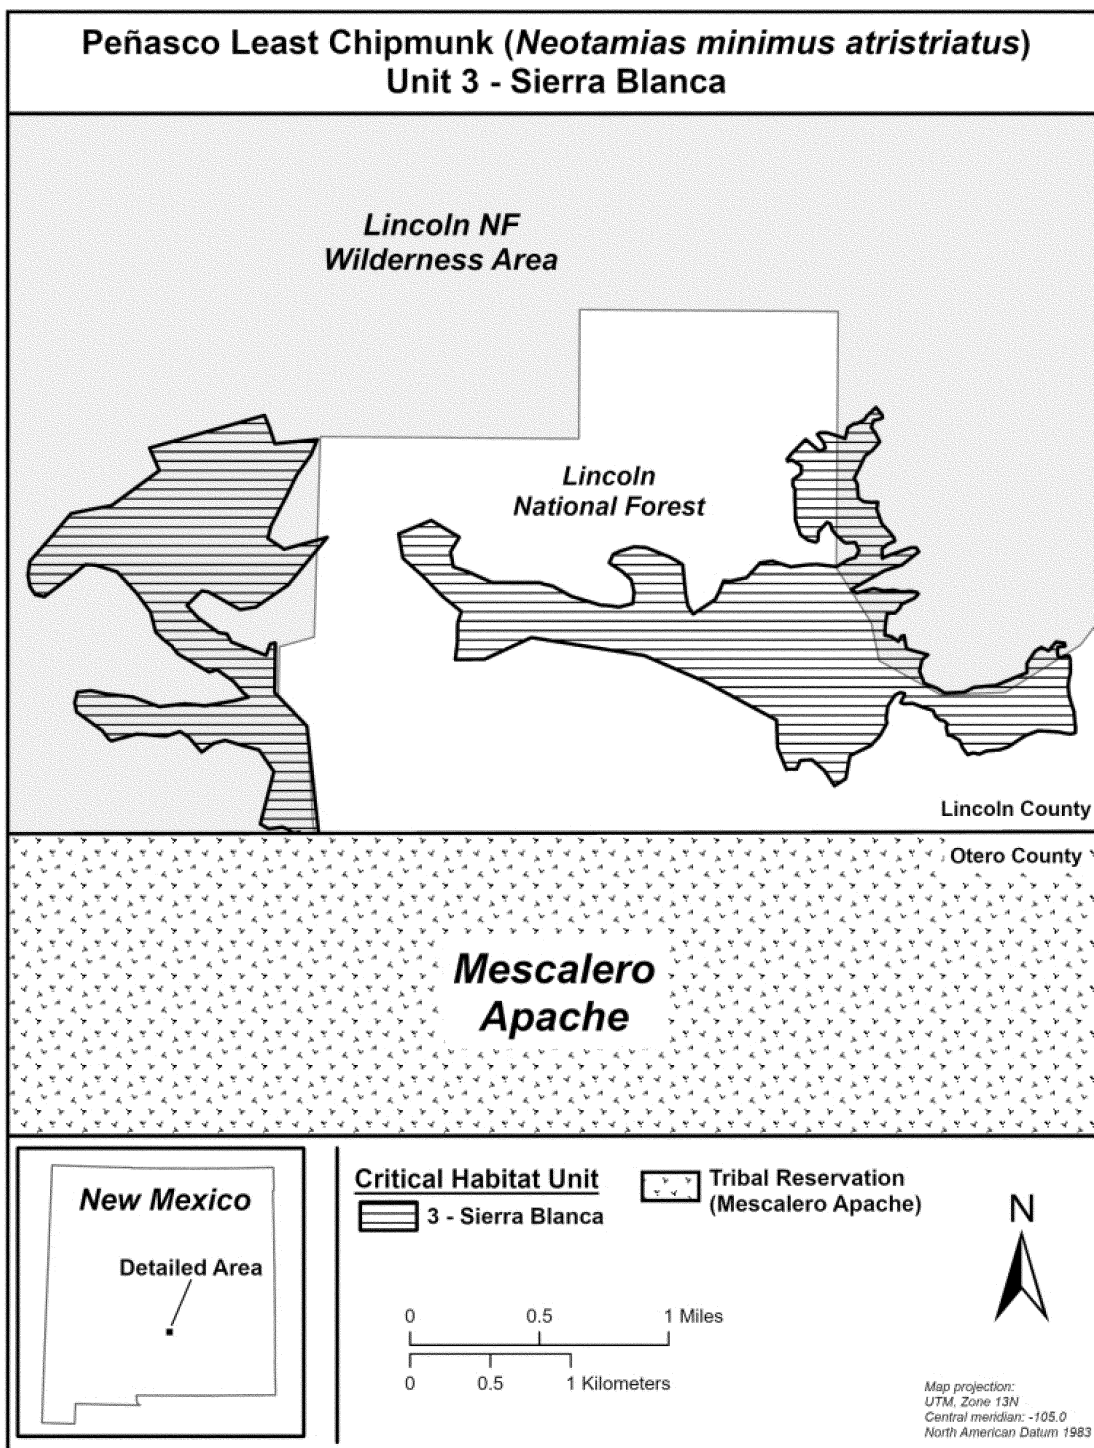 Peñasco Least Chipmunk (Neotamias minimus atristriatus)
Unit 3 - Sierra Blanca
Lincoln NF
Wilderness Area
Lincoln
National Forest
Lincoln County
Otero County
Mescalero
Apache
New Mexico
Detailed Area
Critical Habitat Unit
3 - Sierra Blanca
Tribal Reservation
(Mescalero Apache)
N
0 0.5 1 Miles
0 0.5 1 Kilometers
Map projection:
UTM, Zone 13N
Central meridian: -105.0
North American Datum 1983